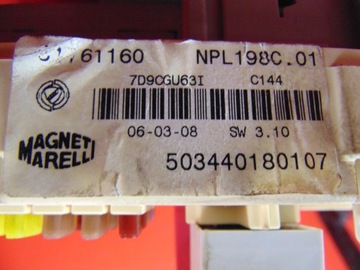 NPL198C.01
7D9CGU63I C144
06-03-08 SW 3.10
MAGNETI
MARELLI
503440180107